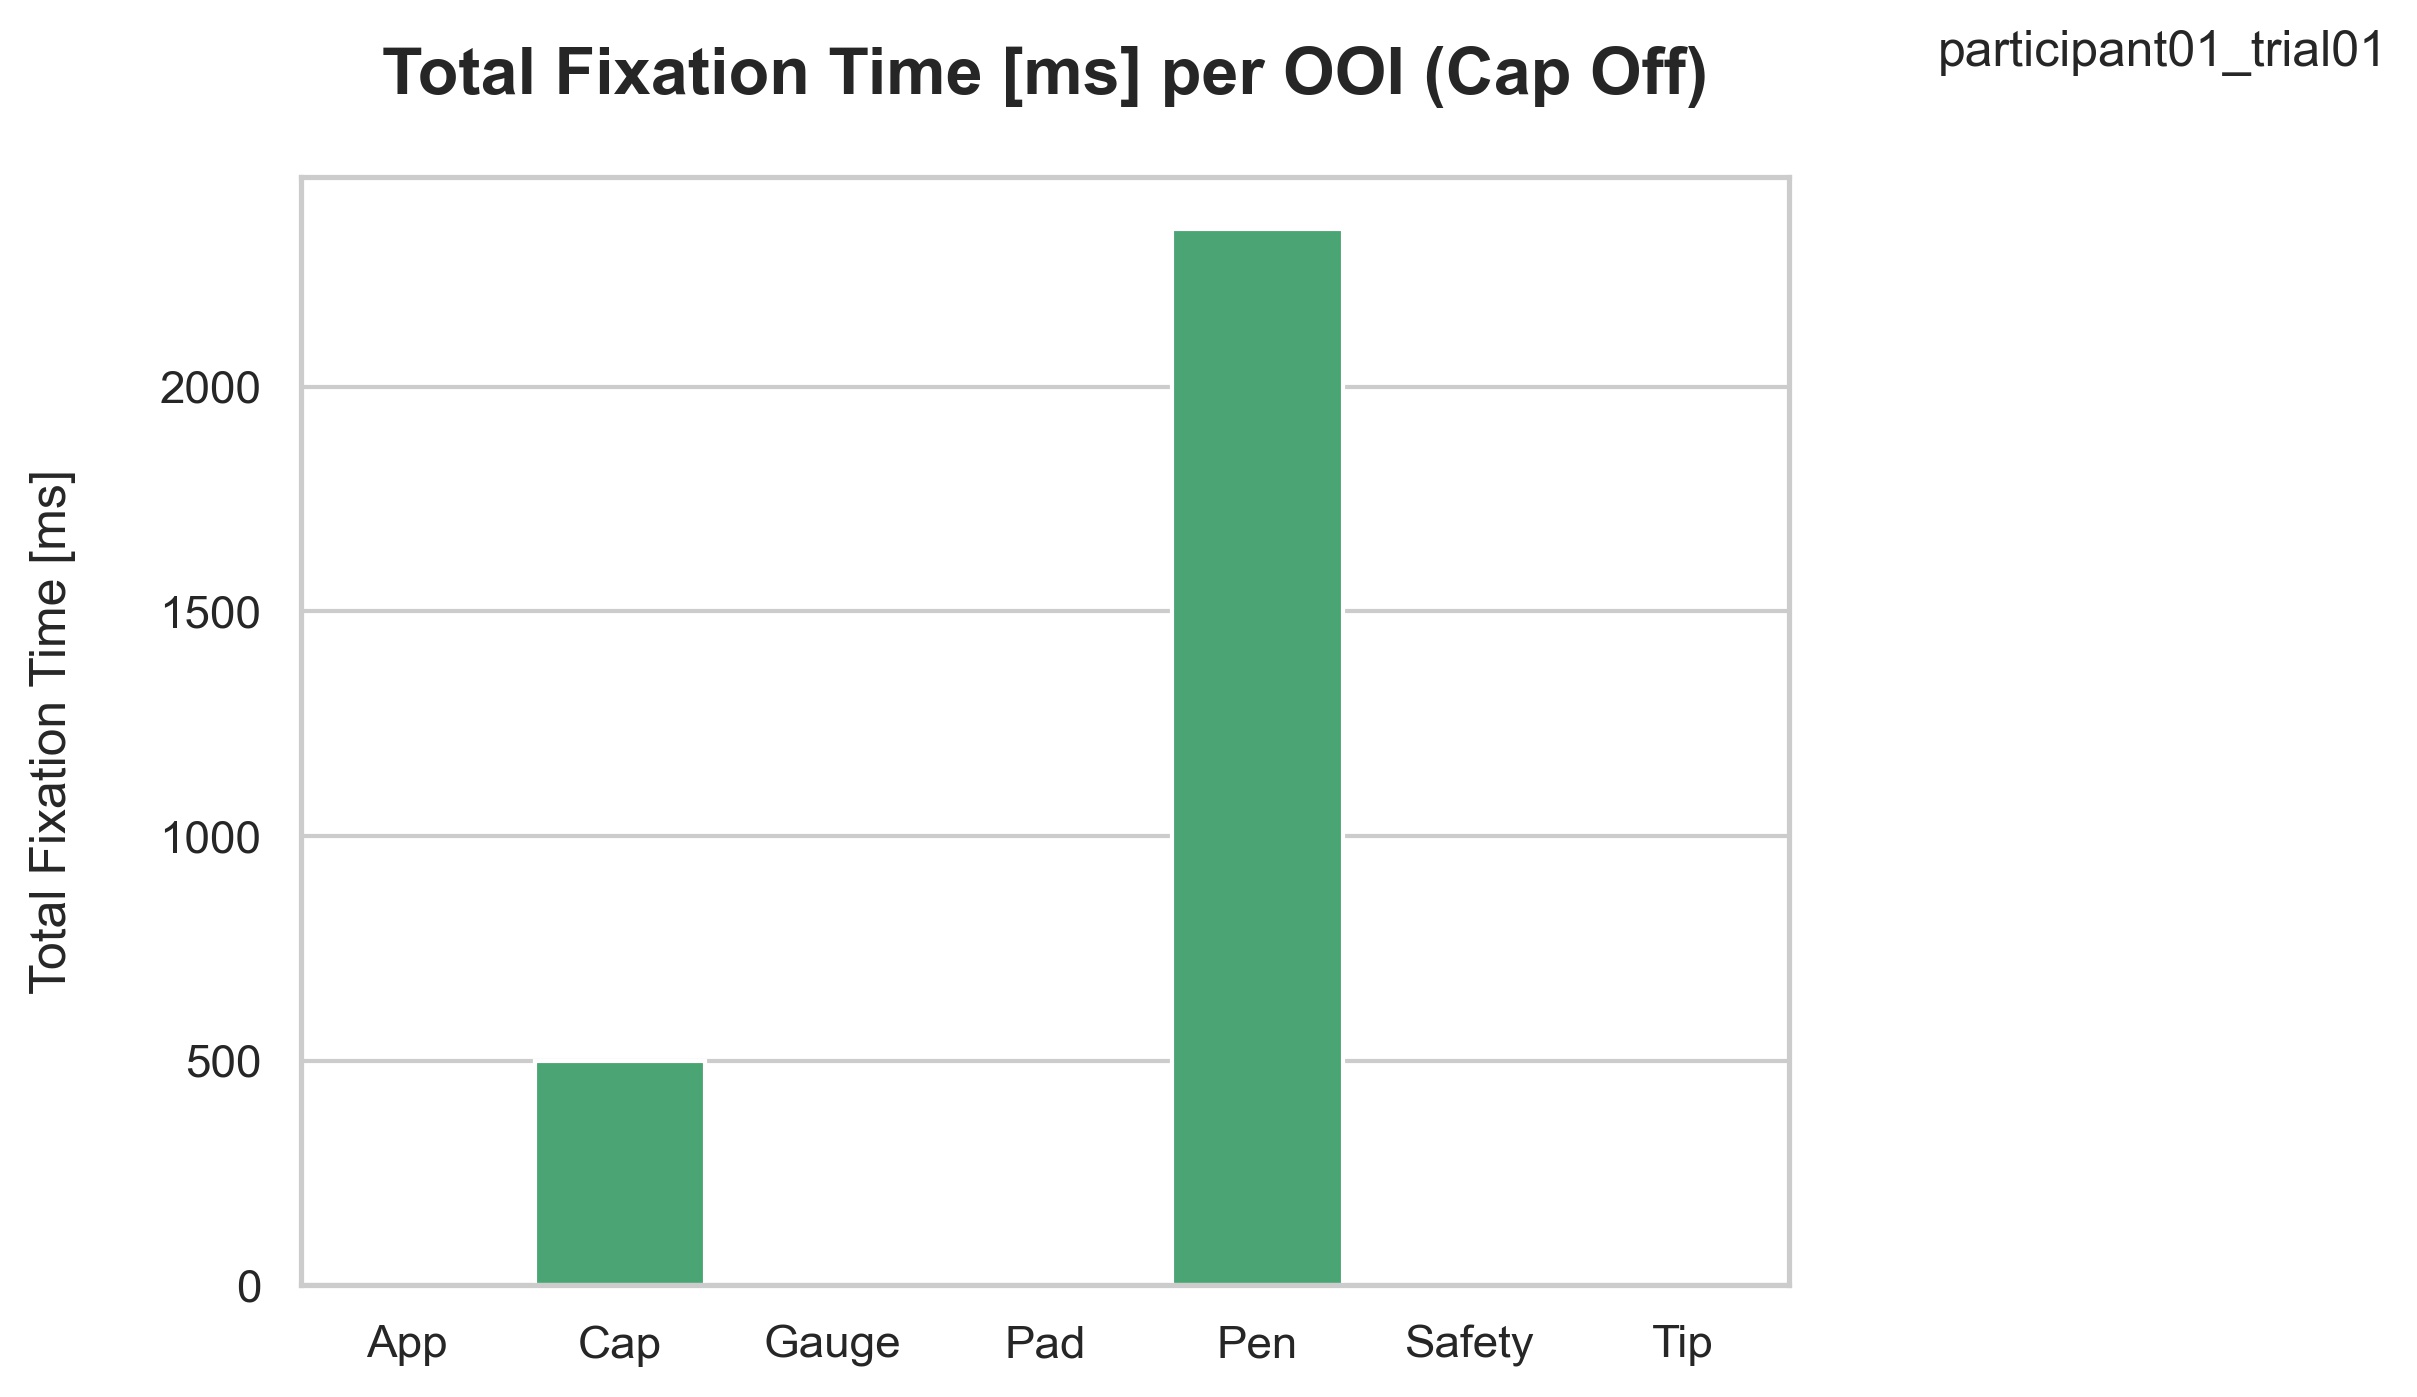 participant01_trial01
Total Fixation Time [ms] per OOI (Cap Off)
Total Fixation Time [ms]
2000
1500
1000
500
0
App Cap Gauge Pad Pen Safety Tip